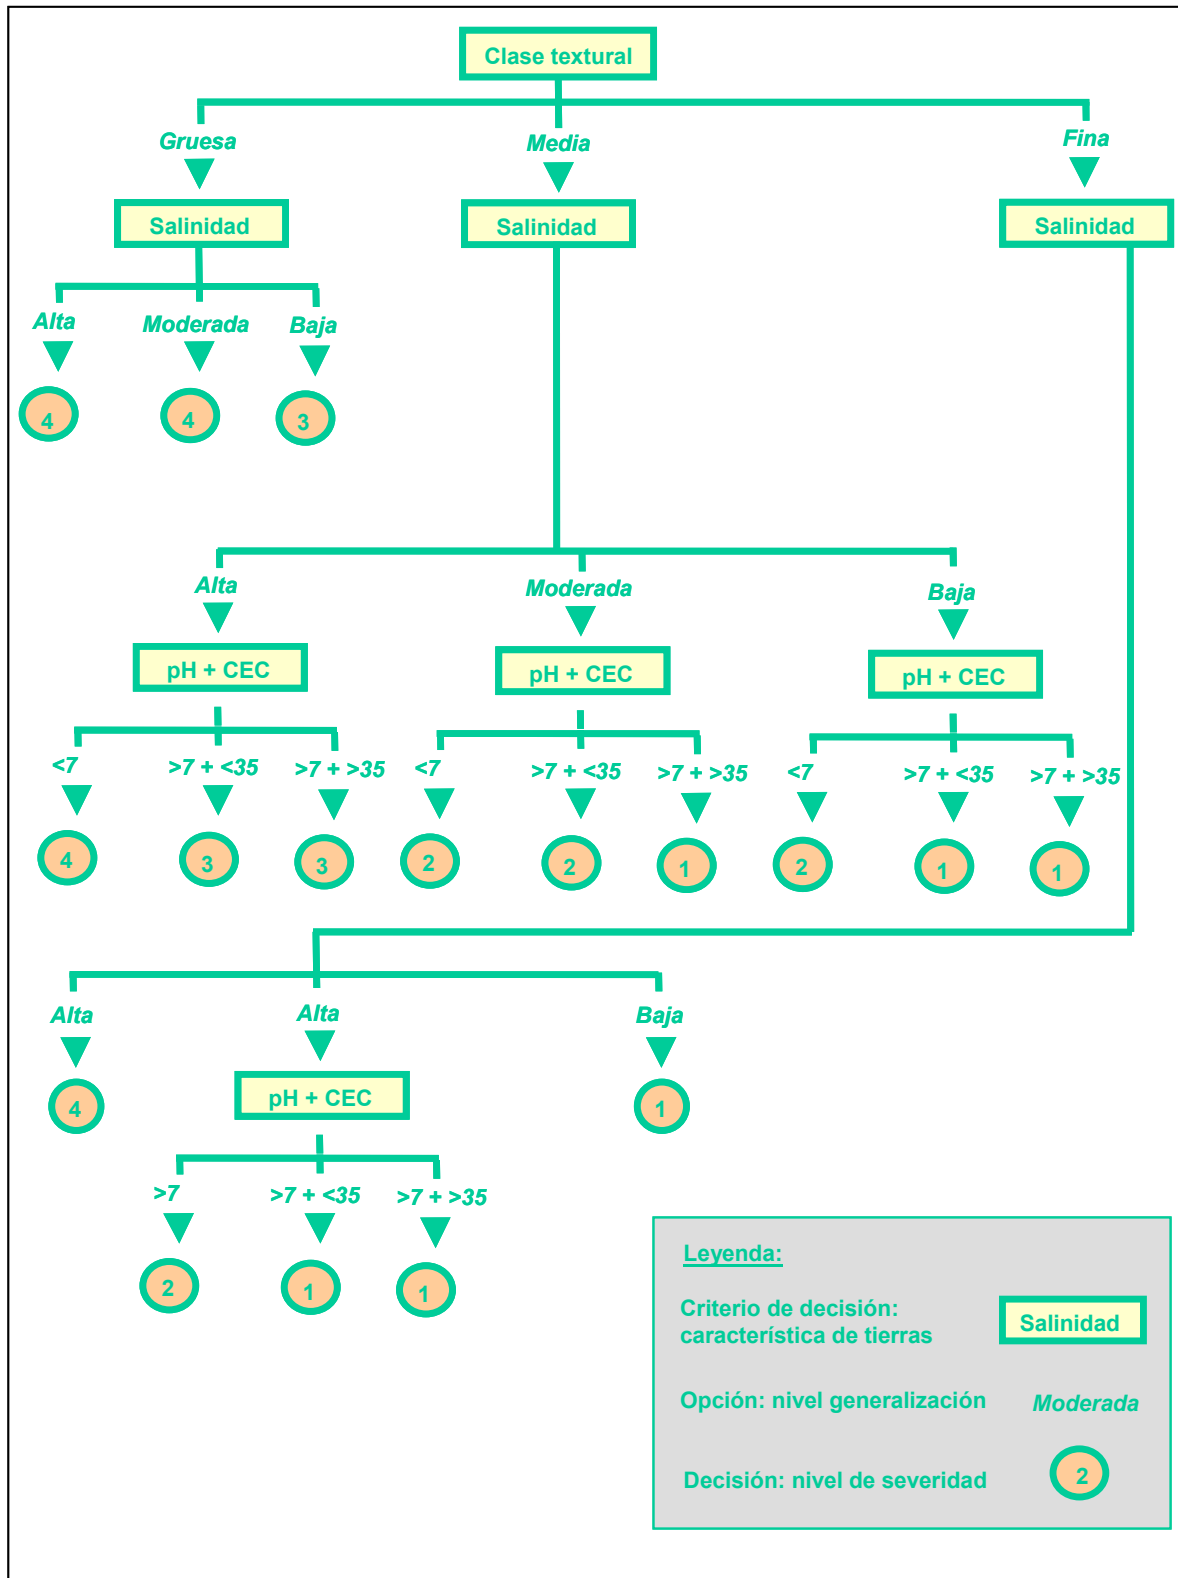 Clase textural
Gruesa
Media
Fina
Salinidad
Salinidad
Salinidad
Alta
Moderada
Baja
4
4
3
Alta
Moderada
Baja
pH + CEC
pH + CEC
pH + CEC
<7
>7 + <35
>7 + >35
<7
>7 + <35
>7 + >35
<7
>7 + <35
>7 + >35
4
3
3
2
2
1
2
1
1
Alta
Alta
Baja
4
pH + CEC
1
>7
>7 + <35
>7 + >35
2
1
1
Leyenda:
Criterio de decisión:
característica de tierras
Salinidad
Opción: nivel generalización
Moderada
Decisión: nivel de severidad
2